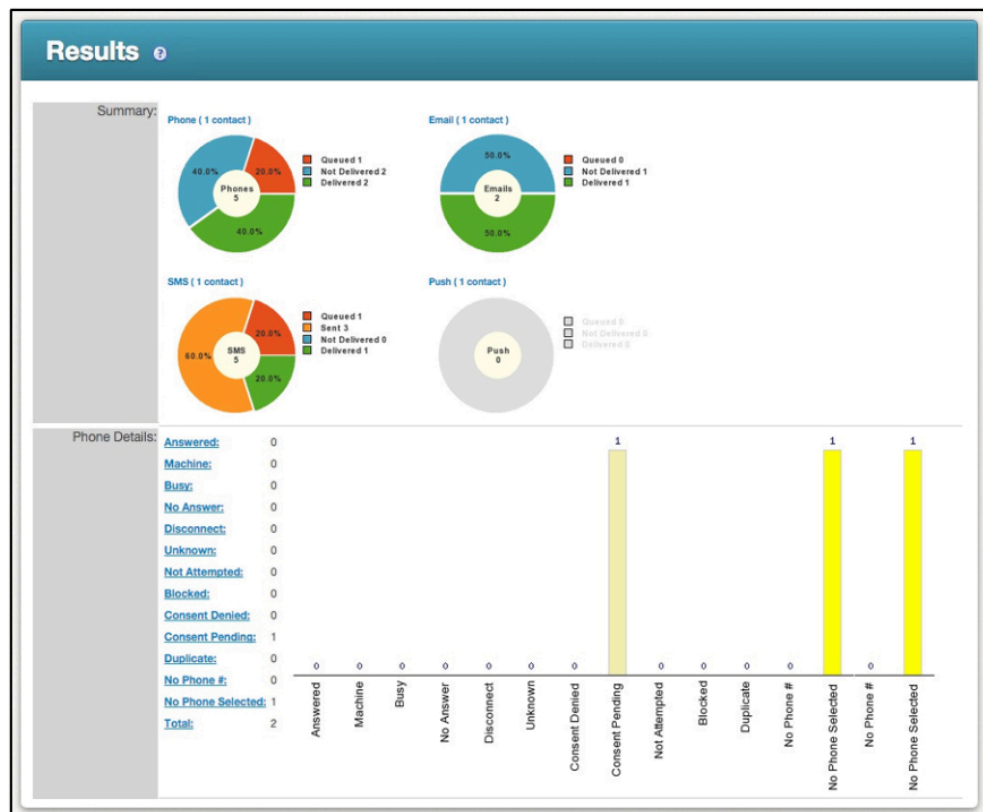 Results ?
Summary:
Phone ( 1 contact )
40.0%
20.0%
Phones
5
40.0%
Queued 1
Not Delivered 2
Delivered 2
Email ( 1 contact )
50.0%
Emails
2
50.0%
Queued 0
Not Delivered 1
Delivered 1
SMS ( 1 contact )
60.0%
20.0%
SMS
5
20.0%
Queued 1
Sent 3
Not Delivered 0
Delivered 1
Push ( 1 contact )
Push
0
Queued 0
Not Delivered 0
Delivered 0
Phone Details:
Answered: 0
Machine: 0
Busy: 0
No Answer: 0
Disconnect: 0
Unknown: 0
Not Attempted: 0
Blocked: 0
Consent Denied: 0
Consent Pending: 1
Duplicate: 0
No Phone #: 0
No Phone Selected: 1
Total: 2
0 0 0 0 0 0 0 1 0 0 0 0 1 0 1
Answered
Machine
Busy
No Answer
Disconnect
Unknown
Consent Denied
Consent Pending
Not Attempted
Blocked
Duplicate
No Phone #
No Phone Selected
No Phone #
No Phone Selected